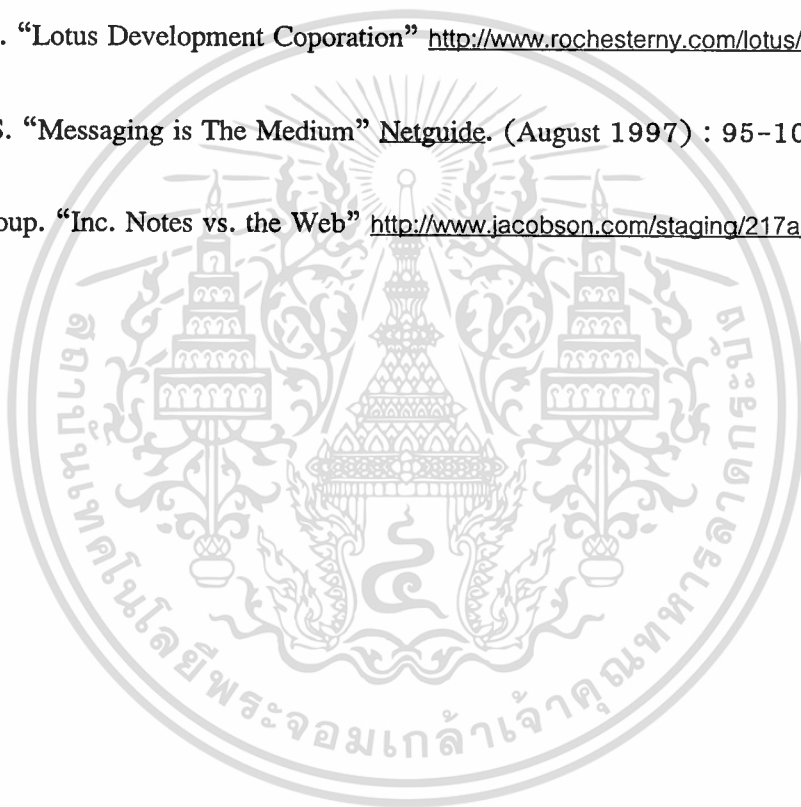 . “Lotus Development Coporation” http://www.rochesterny.com/lotus/
S. “Messaging is The Medium” Netguide. (August 1997) : 95-10
oup. “Inc. Notes vs. the Web” http://www.jacobson.com/staging/217a
สถาบันเทคโนโลยีพระจอมเกล้าเจ้าคุณทหารลาดกระบัง
๔